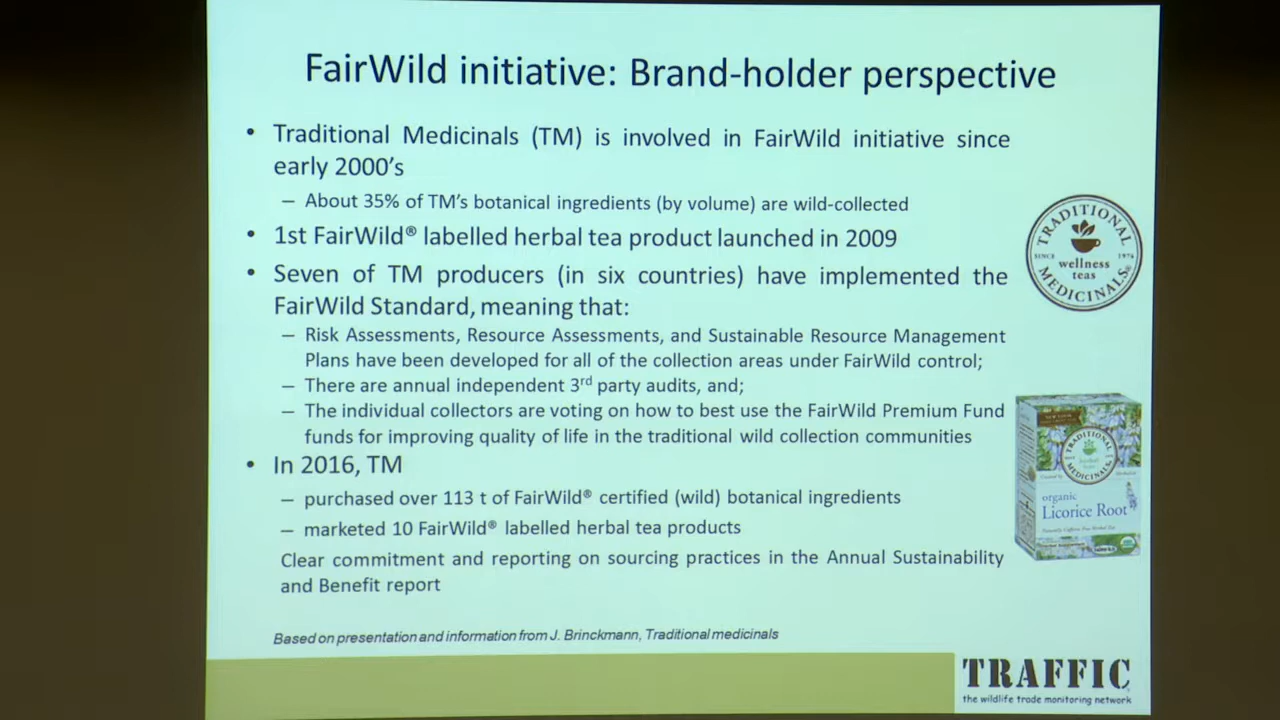 FairWild initiative: Brand-holder perspective
• Traditional Medicinals (TM) is involved in FairWild initiative since
early 2000's
– About 35% of TM's botanical ingredients (by volume) are wild-collected
• 1st FairWild® labelled herbal tea product launched in 2009
• Seven of TM producers (in six countries) have implemented the
FairWild Standard, meaning that:
– Risk Assessments, Resource Assessments, and Sustainable Resource Management
Plans have been developed for all of the collection areas under FairWild control;
– There are annual independent 3rd party audits, and;
– The individual collectors are voting on how to best use the FairWild Premium Fund
funds for improving quality of life in the traditional wild collection communities
• In 2016, TM
– purchased over 113 t of FairWild® certified (wild) botanical ingredients
– marketed 10 FairWild® labelled herbal tea products
Clear commitment and reporting on sourcing practices in the Annual Sustainability
and Benefit report
Based on presentation and information from J. Brinckmann, Traditional medicinals
TRADITIONAL
SINCE 1974
wellness
teas
MEDICINALS®
TRADITIONAL
MEDICINALS
organic
Licorice Root
TRAFFIC
the wildlife trade monitoring network